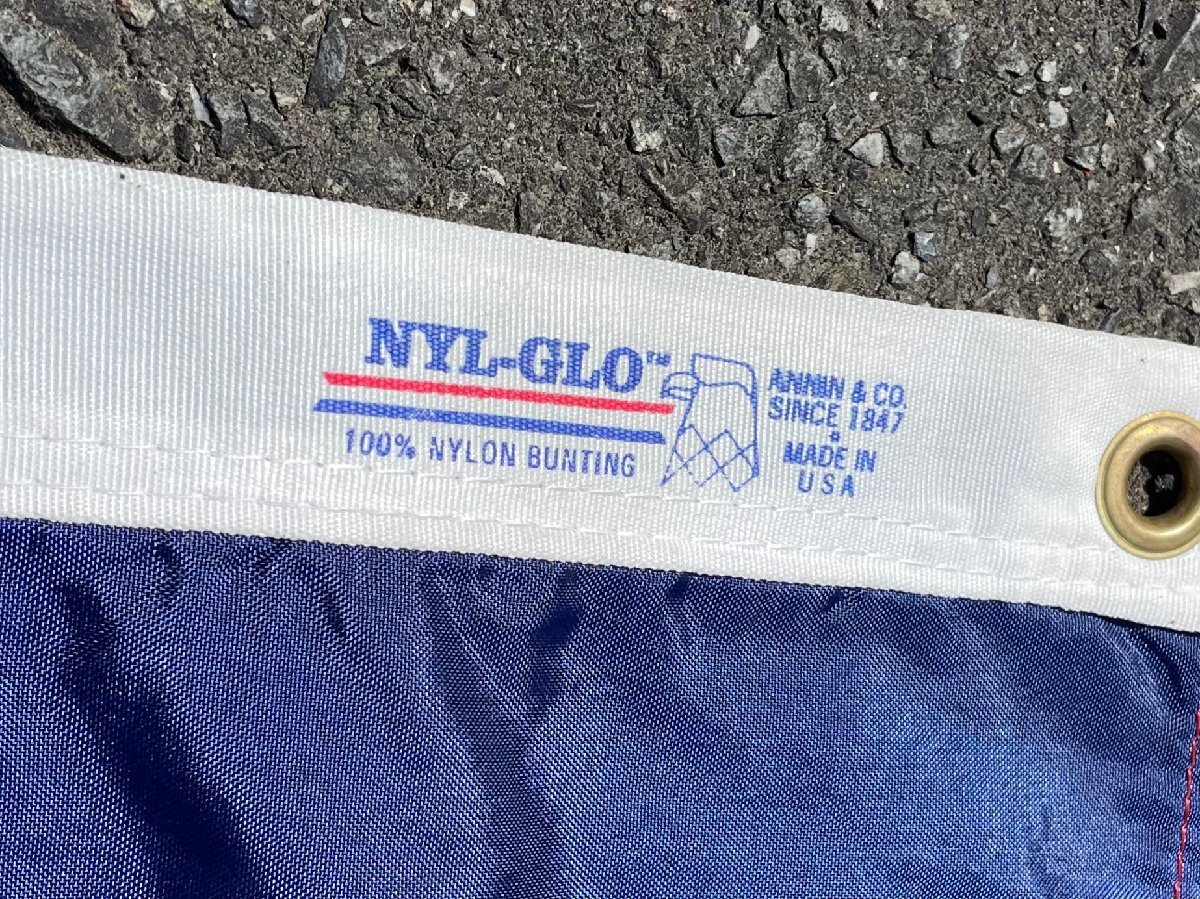 NYL-GLO™
100% NYLON BUNTING
ANNIN & CO.
SINCE 1847
MADE IN
USA